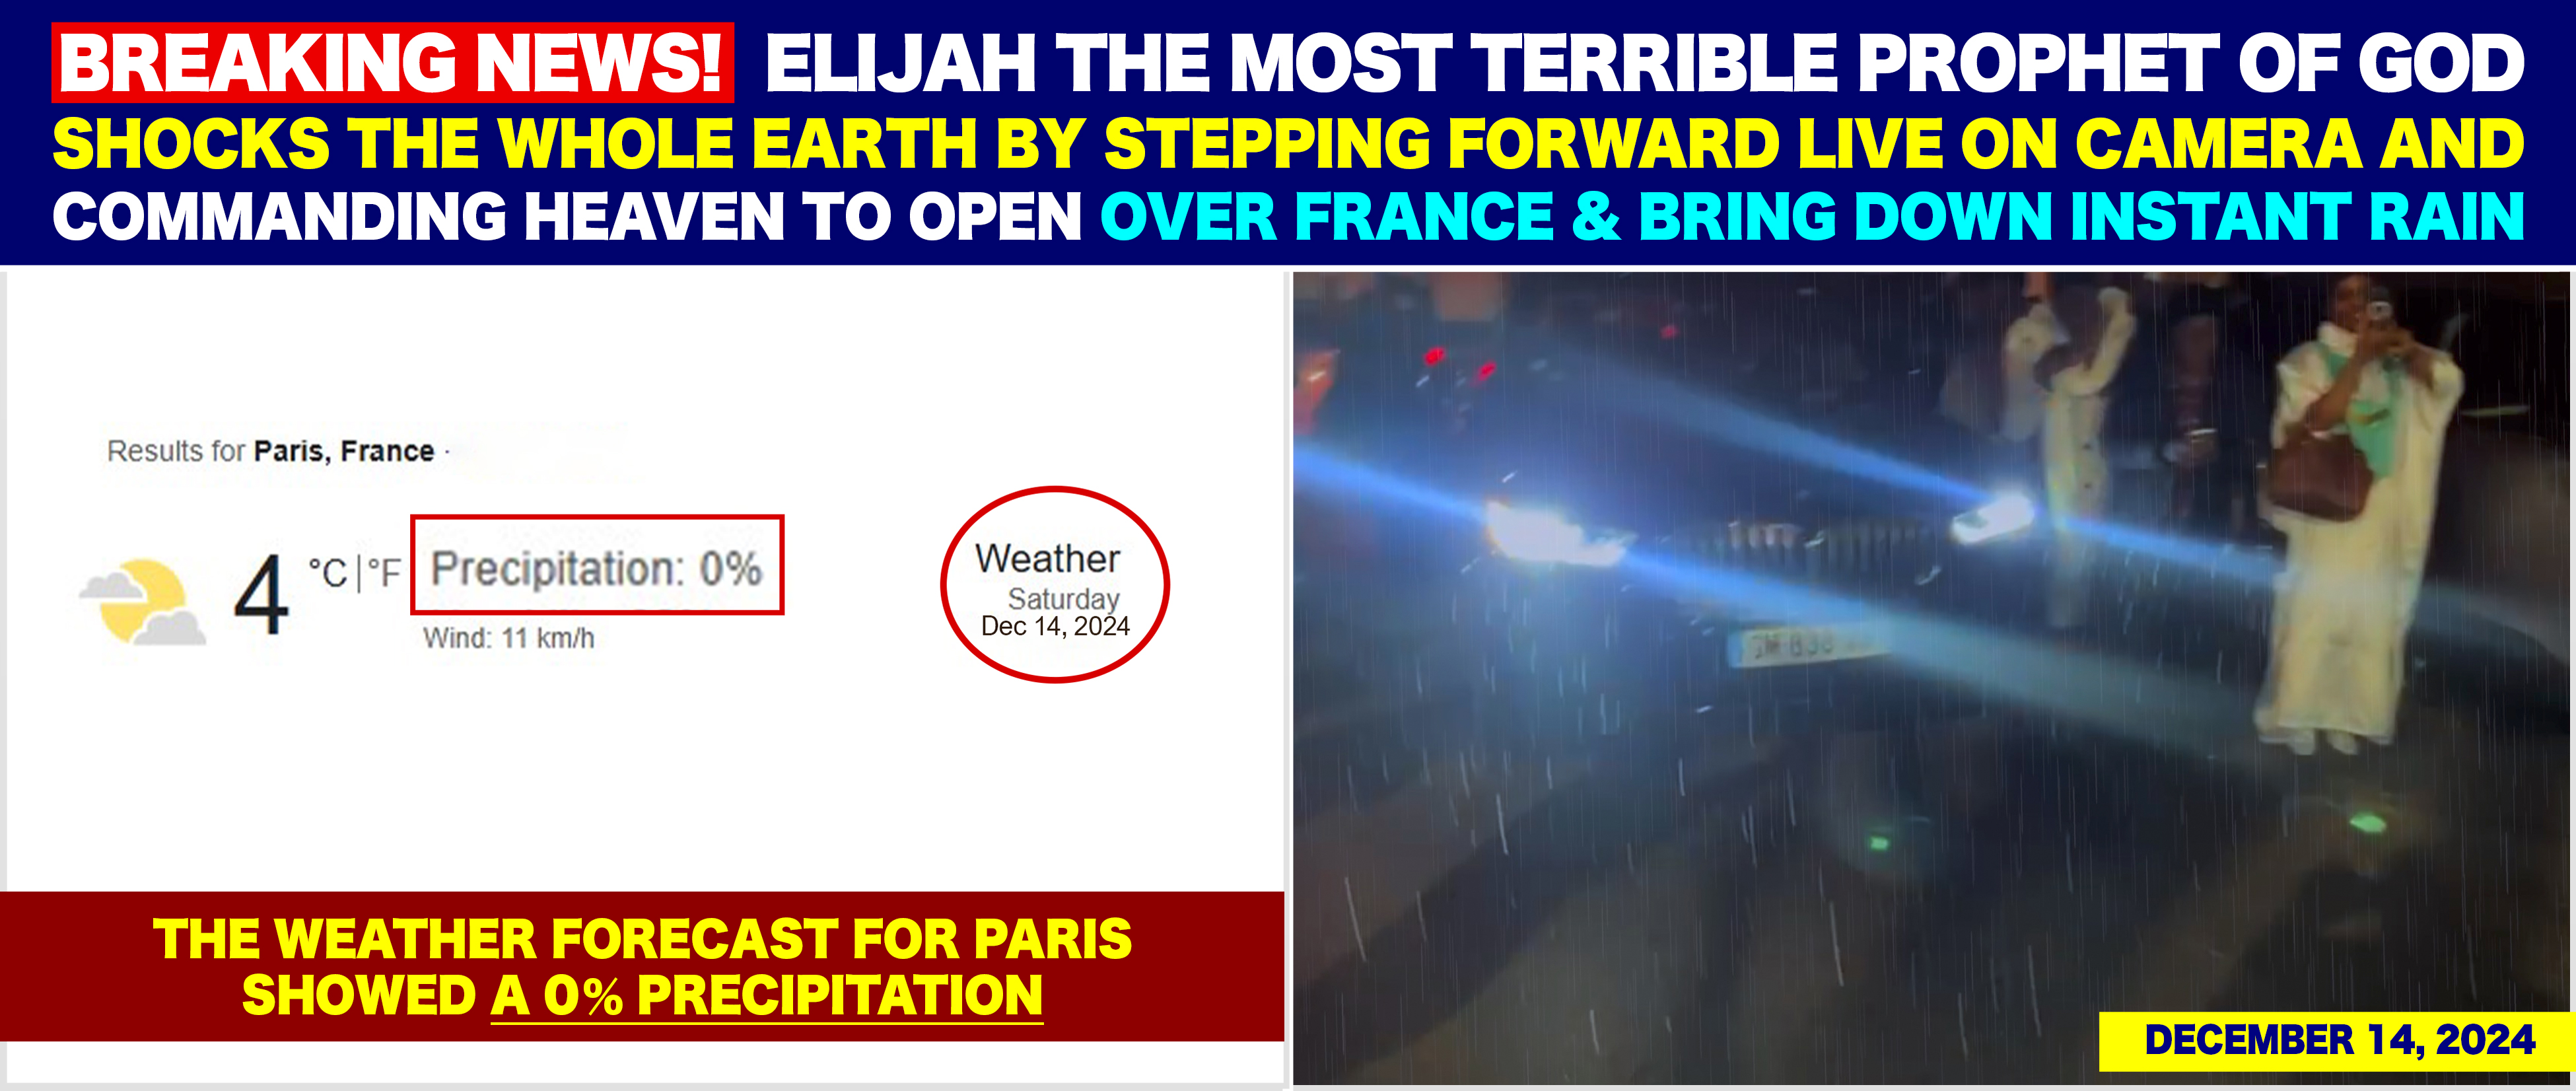 BREAKING NEWS! ELIJAH THE MOST TERRIBLE PROPHET OF GOD
SHOCKS THE WHOLE EARTH BY STEPPING FORWARD LIVE ON CAMERA AND
COMMANDING HEAVEN TO OPEN OVER FRANCE & BRING DOWN INSTANT RAIN
Results for Paris, France ·
4 °C | °F Precipitation: 0%
Wind: 11 km/h
Weather
Saturday
Dec 14, 2024
THE WEATHER FORECAST FOR PARIS
SHOWED A 0% PRECIPITATION
DECEMBER 14, 2024